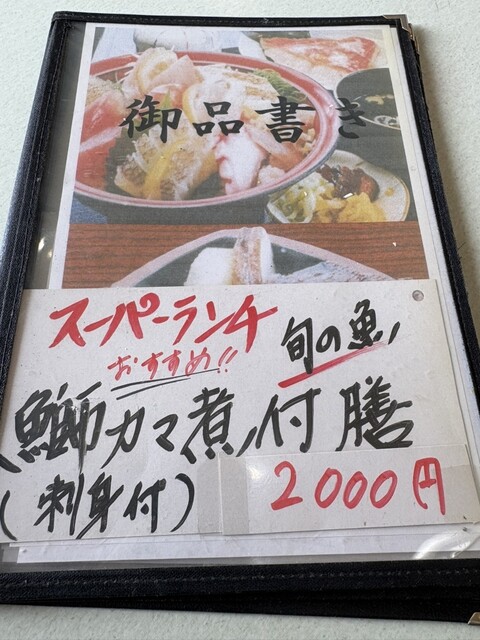 御品書き
スーパーランチ
おすすめ!!
旬の魚
鰤カマ煮付膳
(刺身付)
2000円